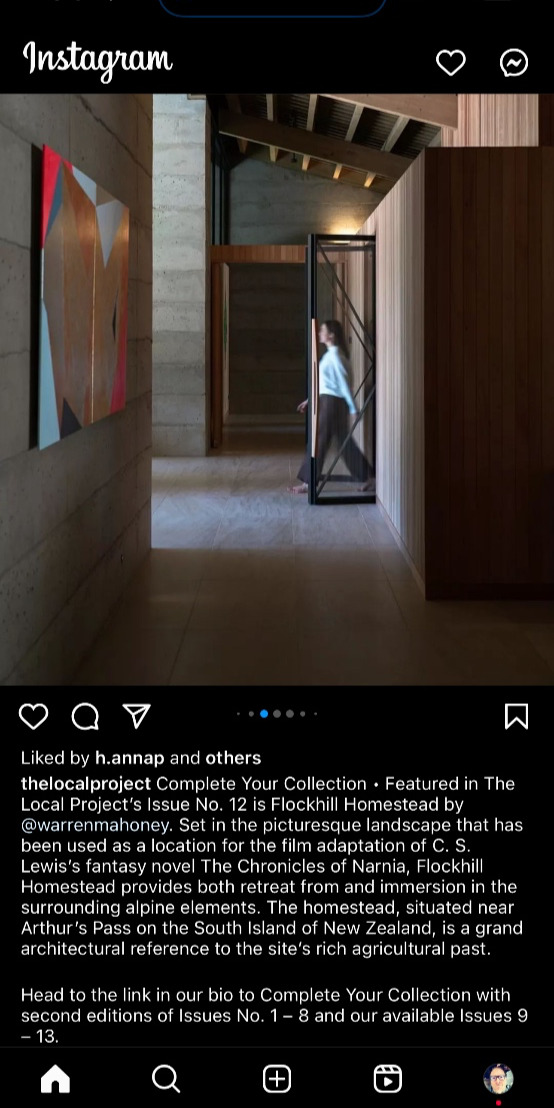 Instagram
Liked by h.annap and others
thelocalproject Complete Your Collection • Featured in The
Local Project's Issue No. 12 is Flockhill Homestead by
@warrenmahoney. Set in the picturesque landscape that has
been used as a location for the film adaptation of C. S.
Lewis's fantasy novel The Chronicles of Narnia, Flockhill
Homestead provides both retreat from and immersion in the
surrounding alpine elements. The homestead, situated near
Arthur's Pass on the South Island of New Zealand, is a grand
architectural reference to the site's rich agricultural past.
Head to the link in our bio to Complete Your Collection with
second editions of Issues No. 1 – 8 and our available Issues 9
– 13.